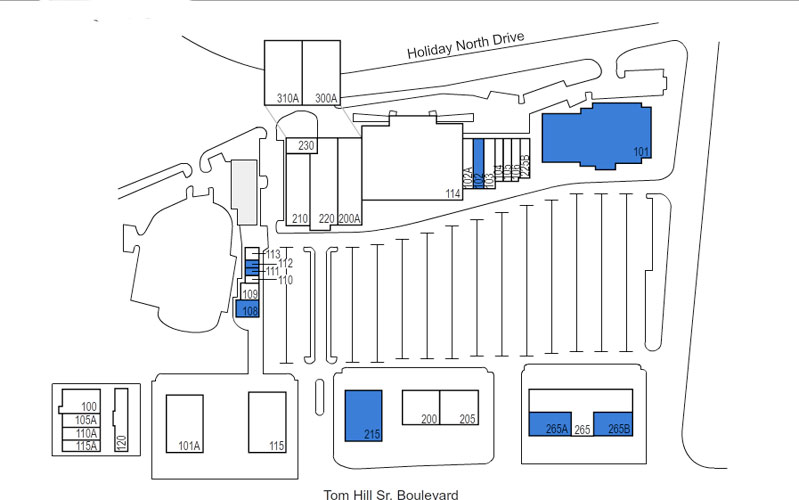 Holiday North Drive
310A
300A
230
101
102A
102
103
104
105
106
225B
114
210
220
200A
113
112
111
110
109
108
100
105A
110A
115A
120
101A
115
215
200
205
265A
265
265B
Tom Hill Sr. Boulevard